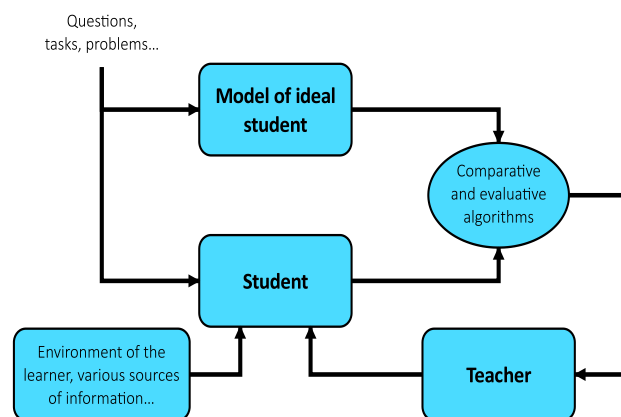 Questions,
tasks, problems...
Model of ideal
student
Comparative
and evaluative
algorithms
Student
Environment of the
learner, various sources
of information...
Teacher